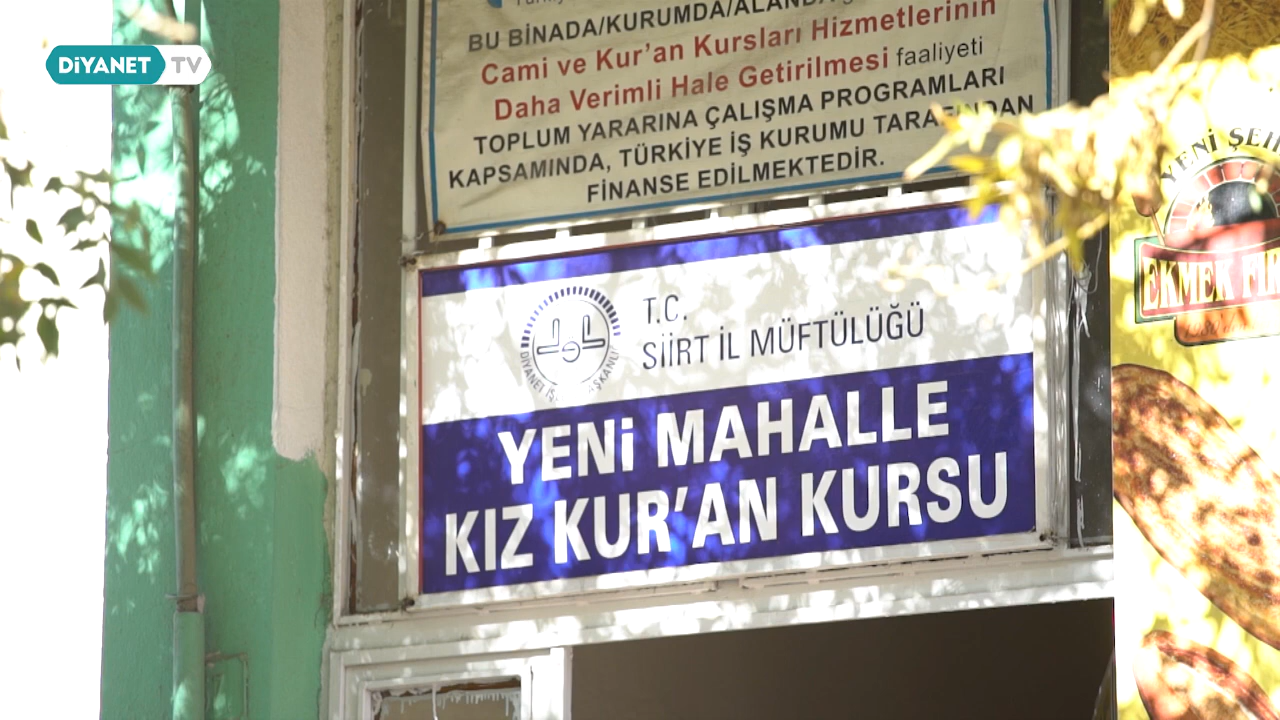 DiYANET TV
BU BİNADA/KURUMDA/ALANDA
Cami ve Kur'an Kursları Hizmetlerinin
Daha Verimli Hale Getirilmesi faaliyeti
TOPLUM YARARINA ÇALIŞMA PROGRAMLARI
KAPSAMINDA, TÜRKİYE İŞ KURUMU TARAFINDAN
FİNANSE EDİLMEKTEDİR.
T.C.
SİİRT İL MÜFTÜLÜĞÜ
DİYANET
YENİ MAHALLE
KIZ KUR'AN KURSU
YENİ
EKMEK